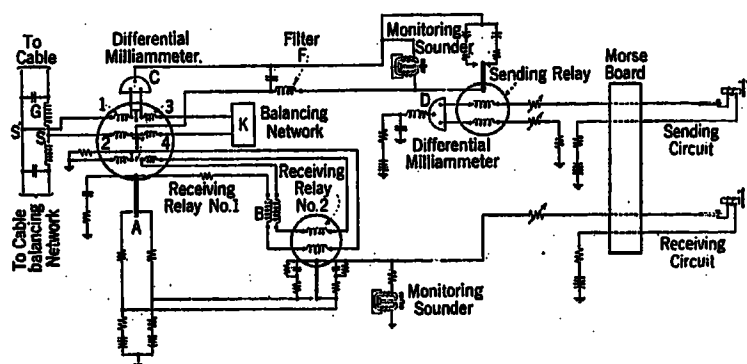 To
Cable
Differential
Milliammeter.
C
Filter
F.
Monitoring
Sounder
Sending Relay
Morse
Board
G
S
S
1
3
2
4
K
Balancing
Network
D
Differential
Milliammeter
Sending
Circuit
To Cable
balancing
Network
A
Receiving
Relay No.1
B
Receiving
Relay
No.2
Monitoring
Sounder
Receiving
Circuit